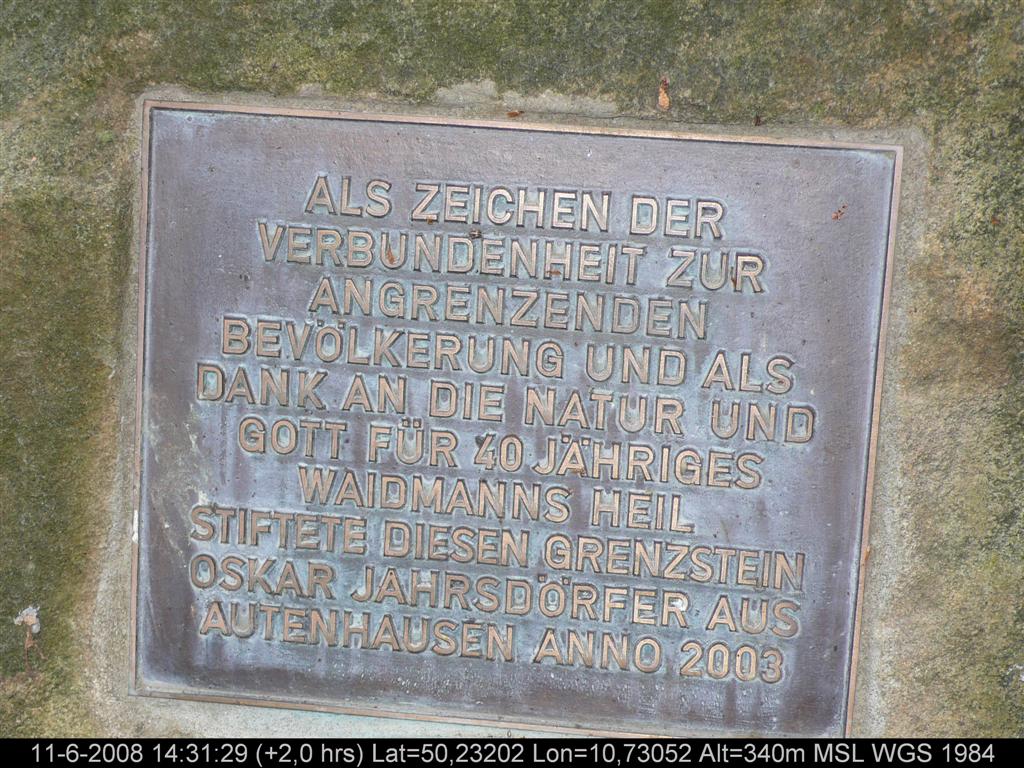 ALS ZEICHEN DER
VERBUNDENHEIT ZUR
ANGRENZENDEN
BEVÖLKERUNG UND ALS
DANK AN DIE NATUR UND
GOTT FÜR 40 JÄHRIGES
WAIDMANNS HEIL
STIFTETE DIESEN GRENZSTEIN
OSKAR JAHRSDÖRFER AUS
AUTENHAUSEN ANNO 2003
11-6-2008 14:31:29 (+2,0 hrs) Lat=50,23202 Lon=10,73052 Alt=340m MSL WGS 1984